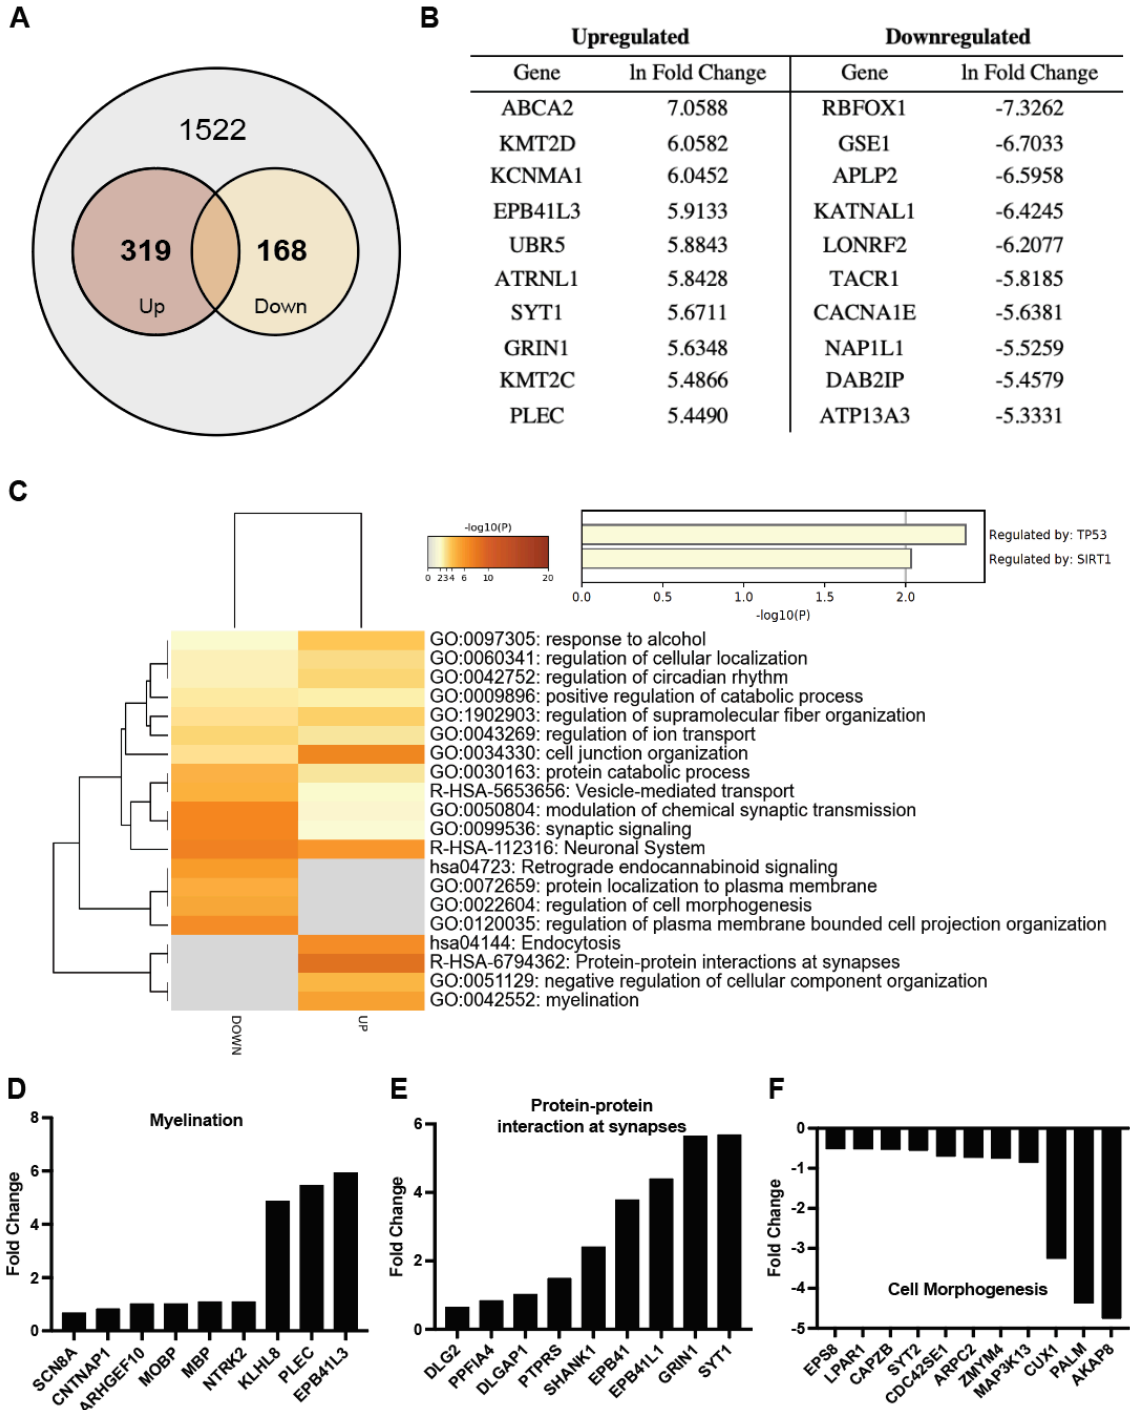 A
1522
319
168
Up
Down
B
Upregulated Downregulated
Gene ln Fold Change Gene ln Fold Change
ABCA2 7.0588 RBFOX1 -7.3262
KMT2D 6.0582 GSE1 -6.7033
KCNMA1 6.0452 APLP2 -6.5958
EPB41L3 5.9133 KATNAL1 -6.4245
UBR5 5.8843 LONRF2 -6.2077
ATRNL1 5.8428 TACR1 -5.8185
SYT1 5.6711 CACNA1E -5.6381
GRIN1 5.6348 NAP1L1 -5.5259
KMT2C 5.4866 DAB2IP -5.4579
PLEC 5.4490 ATP13A3 -5.3331
C
-log10(P)
0 2 3 4 6 10 20
Regulated by: TP53
Regulated by: SIRT1
0.0 0.5 1.0 1.5 2.0
-log10(P)
GO:0097305: response to alcohol
GO:0060341: regulation of cellular localization
GO:0042752: regulation of circadian rhythm
GO:0009896: positive regulation of catabolic process
GO:1902903: regulation of supramolecular fiber organization
GO:0043269: regulation of ion transport
GO:0034330: cell junction organization
GO:0030163: protein catabolic process
R-HSA-5653656: Vesicle-mediated transport
GO:0050804: modulation of chemical synaptic transmission
GO:0099536: synaptic signaling
R-HSA-112316: Neuronal System
hsa04723: Retrograde endocannabinoid signaling
GO:0072659: protein localization to plasma membrane
GO:0022604: regulation of cell morphogenesis
GO:0120035: regulation of plasma membrane bounded cell projection organization
hsa04144: Endocytosis
R-HSA-6794362: Protein-protein interactions at synapses
GO:0051129: negative regulation of cellular component organization
GO:0042552: myelination
DOWN
UP
D
Myelination
Fold Change
8
6
4
2
0
SCN8A
CNTNAP1
ARHGEF10
MOBP
MBP
NTRK2
KLHL8
PLEC
EPB41L3
E
Protein-protein
interaction at synapses
Fold Change
6
4
2
0
DLG2
PPFIA4
DLGAP1
PTPRS
SHANK1
EPB41
EPB41L1
GRIN1
SYT1
F
Fold Change
0
-1
-2
-3
-4
-5
Cell Morphogenesis
EPS8
LPAR1
CAPZB
SYT2
CDC42SE1
ARPC2
ZMYM4
MAP3K13
CUX1
PALM
AKAP8